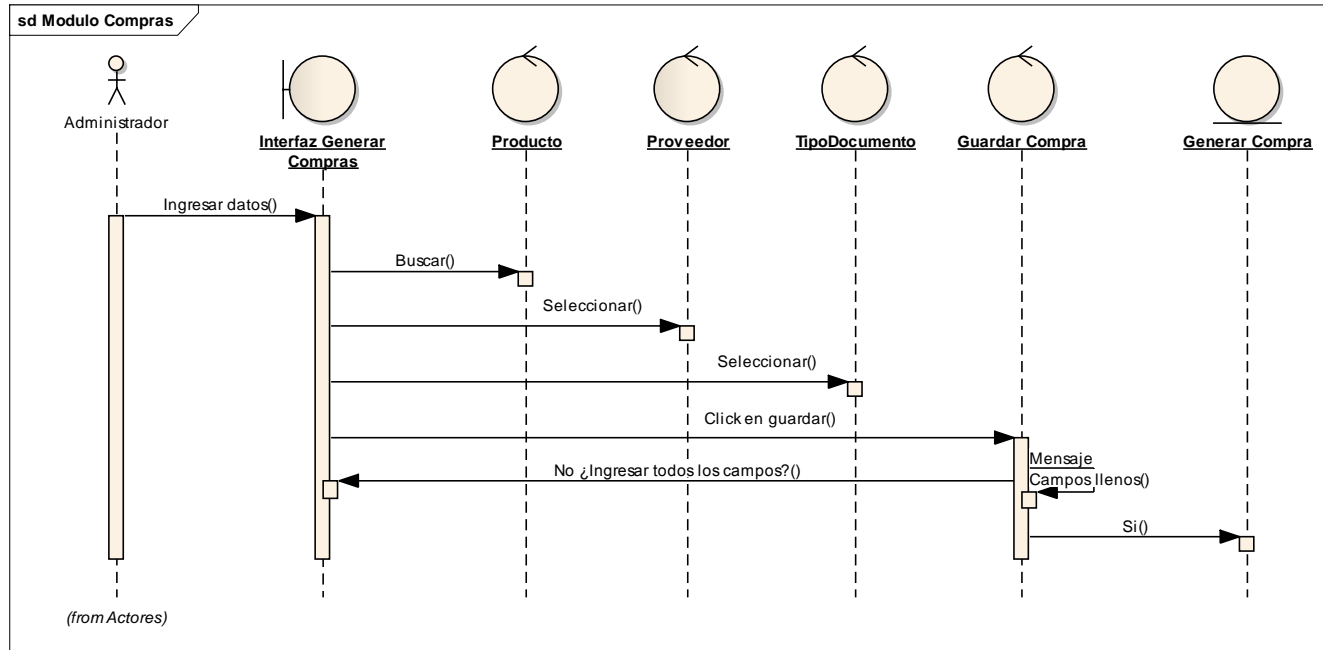 sd Modulo Compras
Administrador
Interfaz Generar
Compras
Producto
Proveedor
TipoDocumento
Guardar Compra
Generar Compra
Ingresar datos()
Buscar()
Seleccionar()
Seleccionar()
Click en guardar()
Mensaje
Campos llenos()
No ¿Ingresar todos los campos?()
Si()
(from Actores)